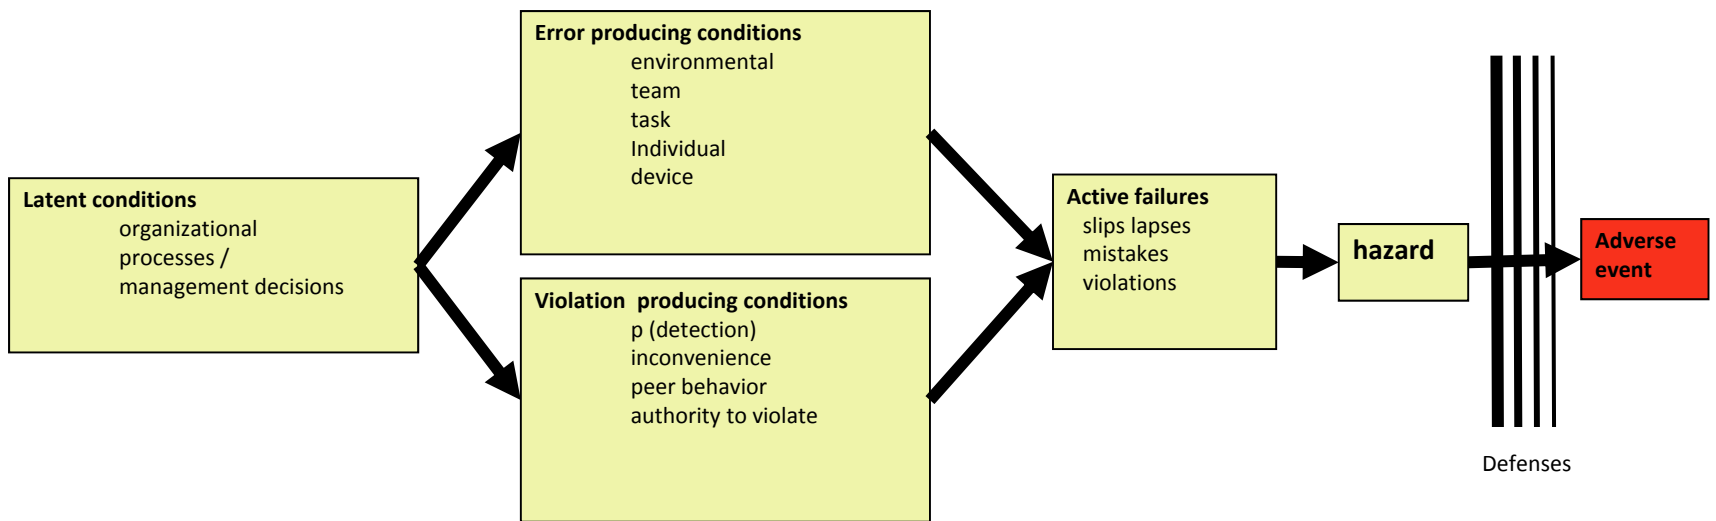 Latent conditions
organizational
processes /
management decisions
Error producing conditions
environmental
team
task
Individual
device
Violation  producing conditions
p (detection)
inconvenience
peer behavior
authority to violate
Active failures
slips lapses
mistakes
violations
hazard
Defenses
Adverse
event